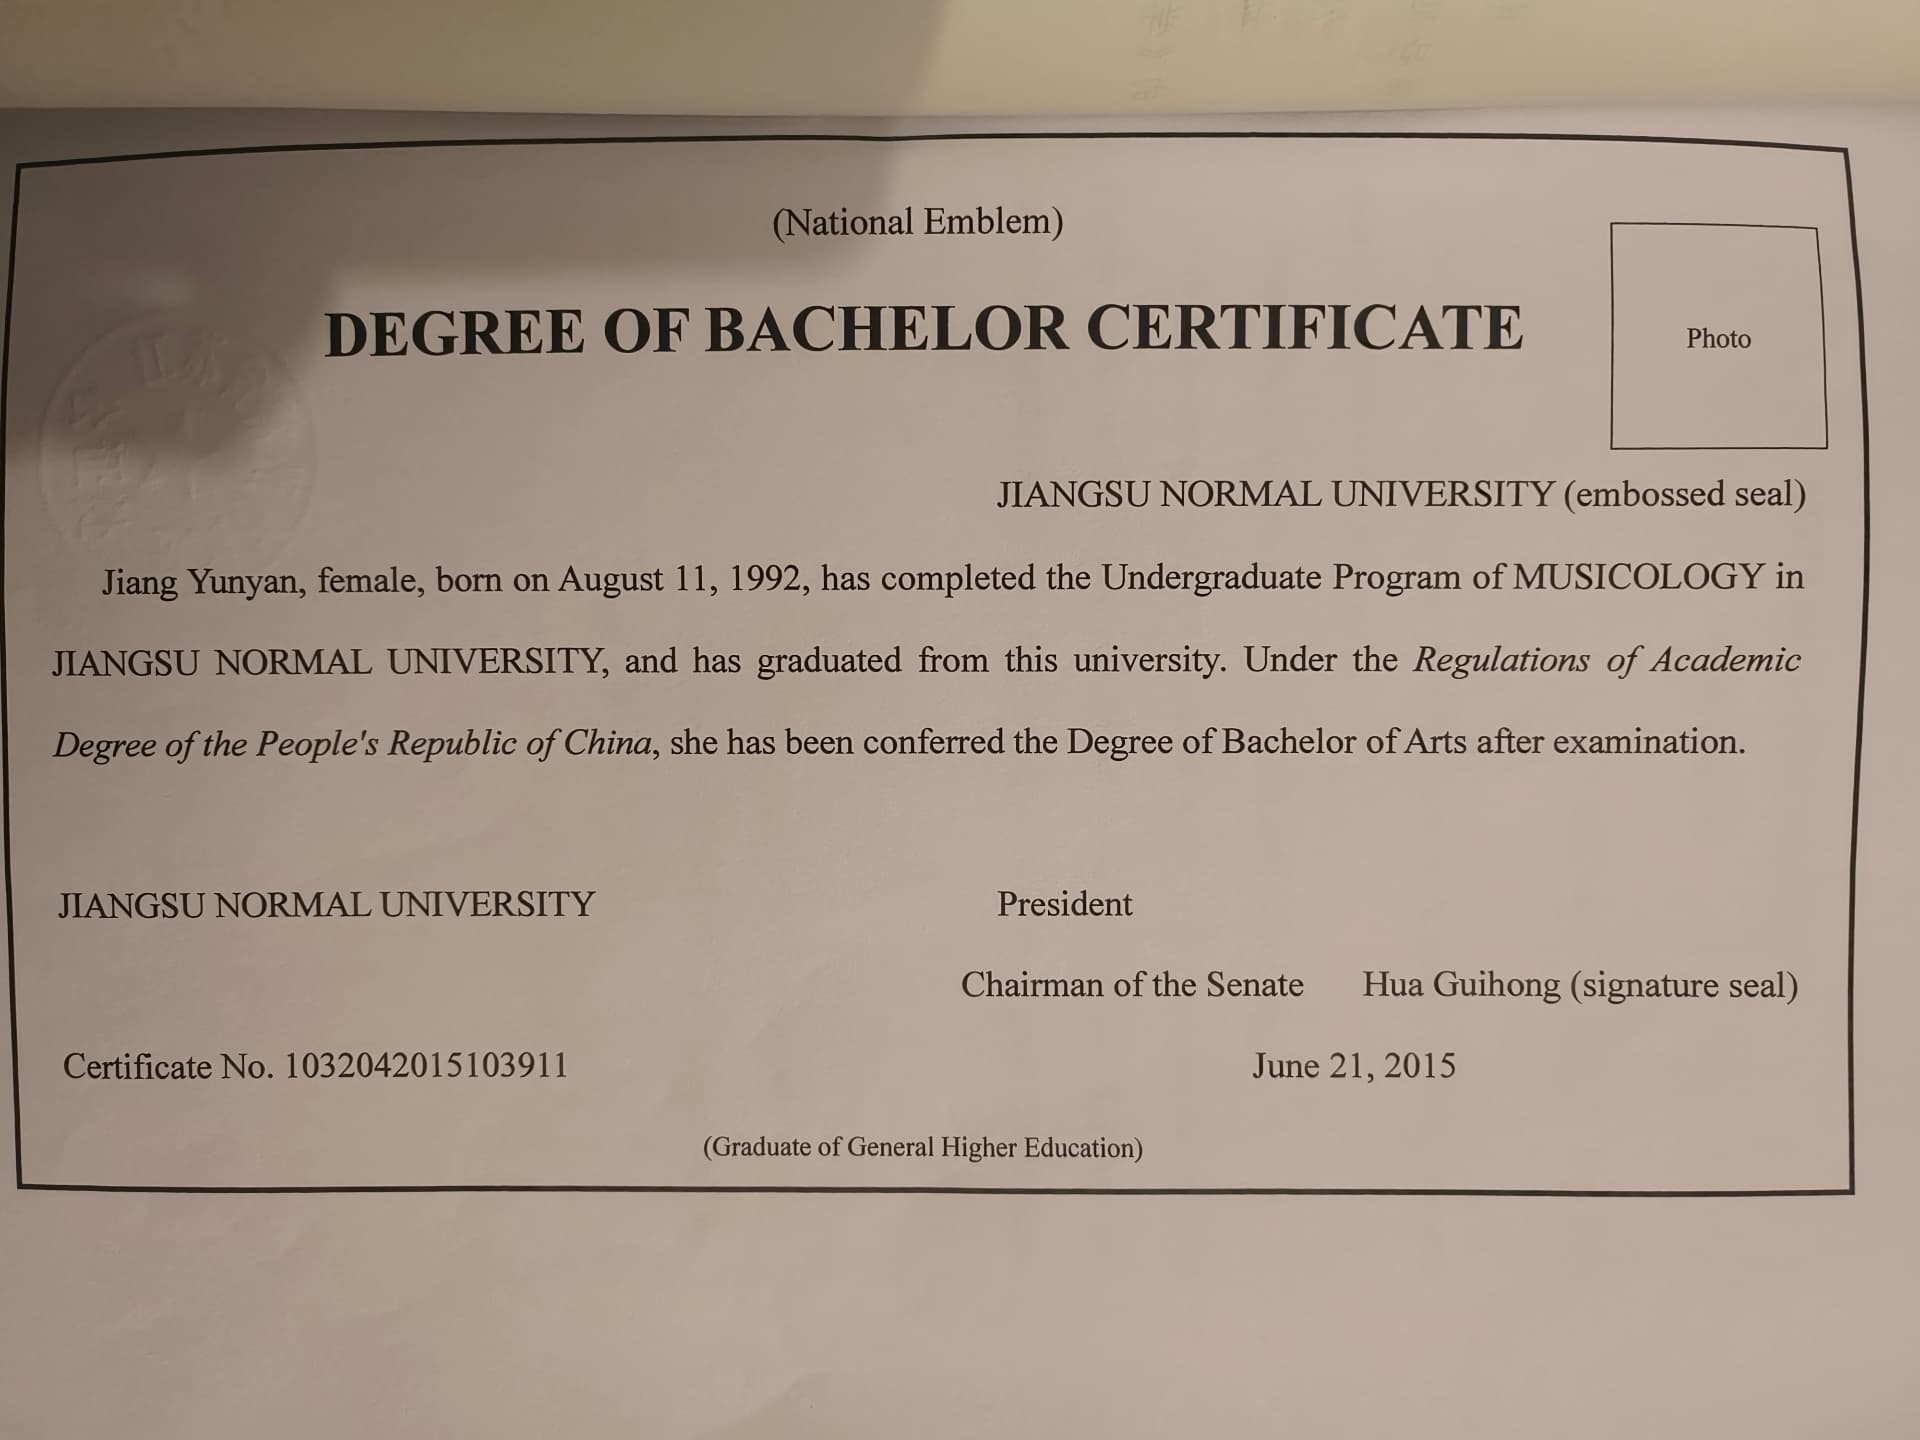 (National Emblem)
DEGREE OF BACHELOR CERTIFICATE
Photo
JIANGSU NORMAL UNIVERSITY (embossed seal)
Jiang Yunyan, female, born on August 11, 1992, has completed the Undergraduate Program of MUSICOLOGY in
JIANGSU NORMAL UNIVERSITY, and has graduated from this university. Under the Regulations of Academic
Degree of the People's Republic of China, she has been conferred the Degree of Bachelor of Arts after examination.
JIANGSU NORMAL UNIVERSITY President
Chairman of the Senate Hua Guihong (signature seal)
Certificate No. 1032042015103911 June 21, 2015
(Graduate of General Higher Education)